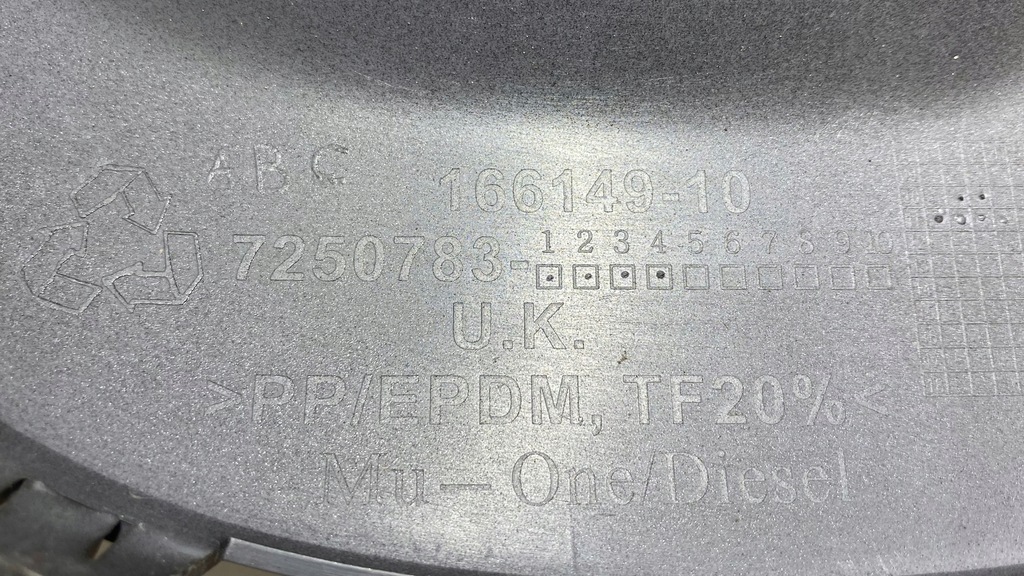 ABC 166149-10
1 2 3 4 5 6 7 8 9 10
7250783-
U.K.
>PP/EPDM, TF20%<
Mu-One/Diesel